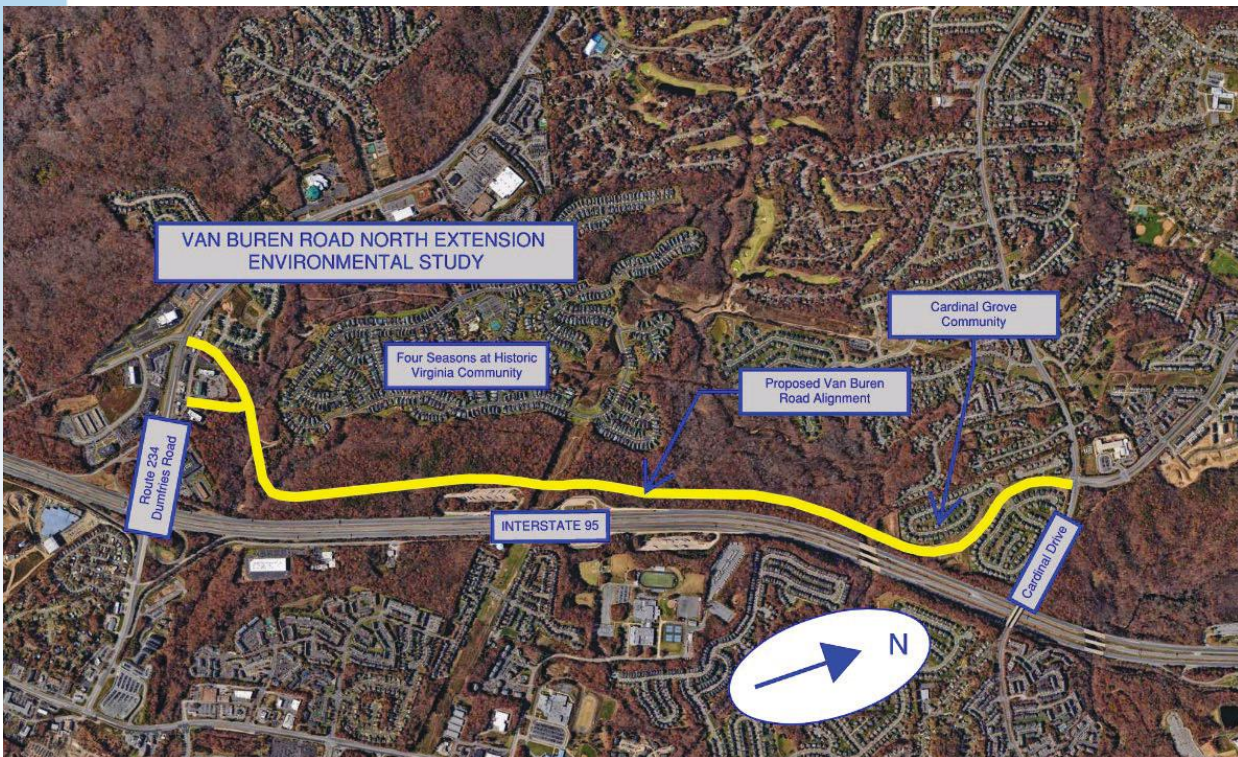 VAN BUREN ROAD NORTH EXTENSION
ENVIRONMENTAL STUDY
Cardinal Grove
Community
Four Seasons at Historic
Virginia Community
Proposed Van Buren
Road Alignment
Route 234
Dumfries Road
INTERSTATE 95
Cardinal Drive
N